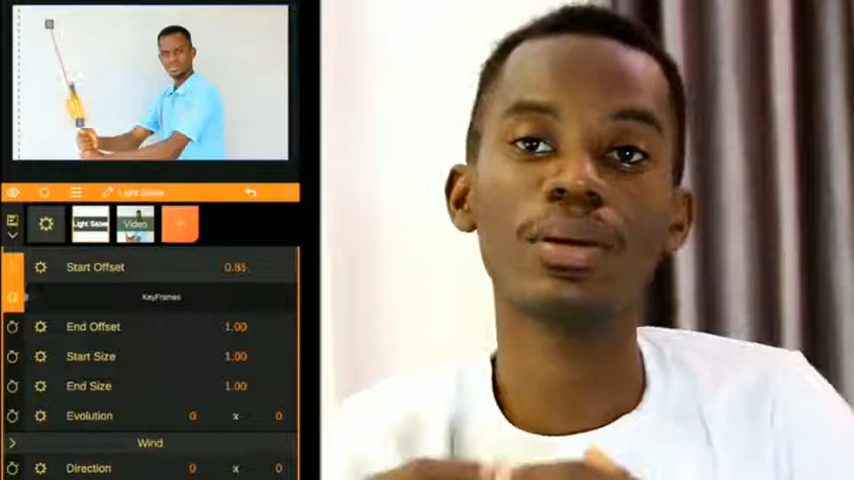 Light Saber
Light Saber
Video
Start Offset 0.85
KeyFrames
End Offset 1.00
Start Size 1.00
End Size 1.00
Evolution 0 x 0
Wind
Direction 0 x 0